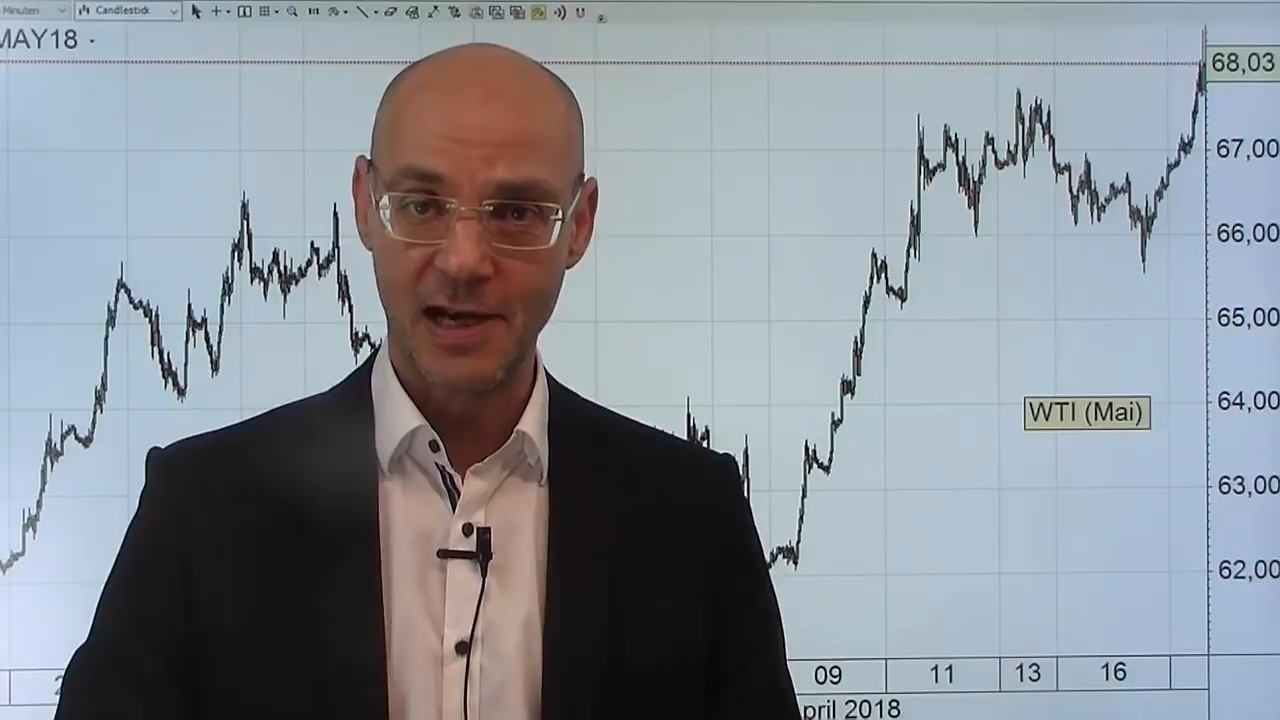 Minuten Candlestick
MAY18 -
68,03
67,00
66,00
65,00
64,00
WTI (Mai)
63,00
62,00
09 11 13 16
pril 2018